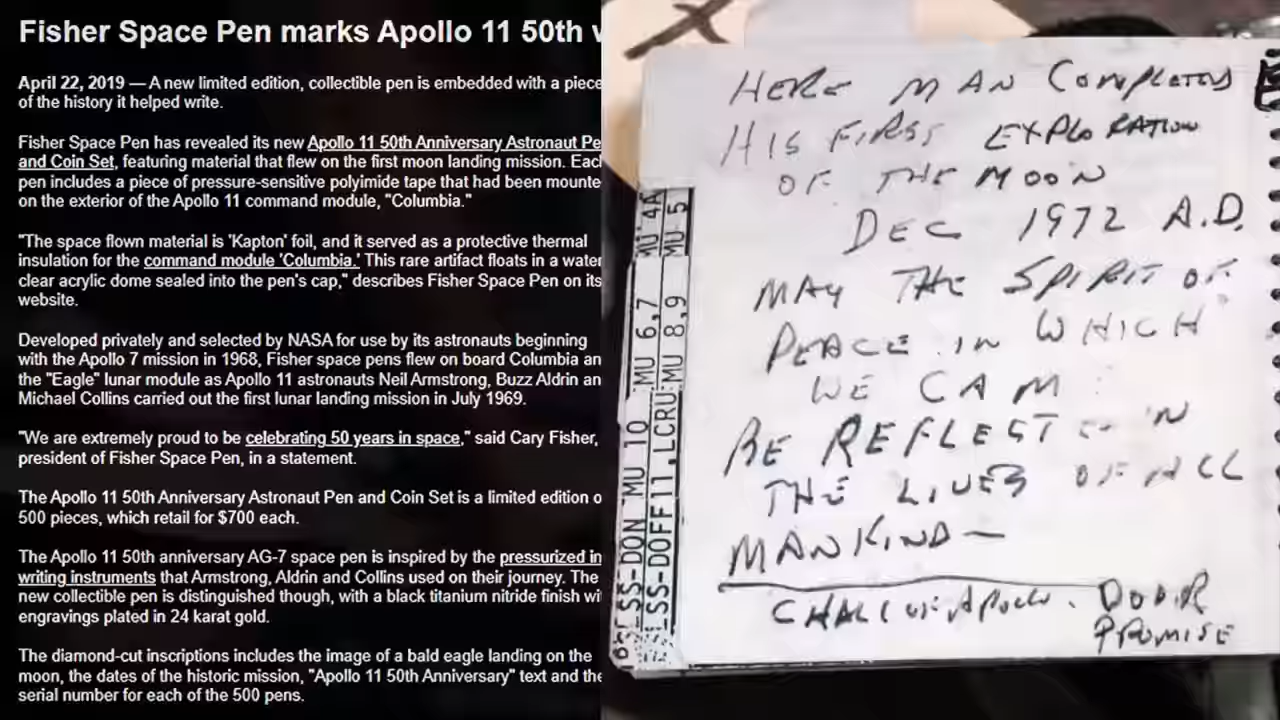 Fisher Space Pen marks Apollo 11 50th
April 22, 2019 — A new limited edition, collectible pen is embedded with a piece
of the history it helped write.
Fisher Space Pen has revealed its new Apollo 11 50th Anniversary Astronaut Pe
and Coin Set, featuring material that flew on the first moon landing mission. Eacl
pen includes a piece of pressure-sensitive polyimide tape that had been mounte
on the exterior of the Apollo 11 command module, "Columbia."
"The space flown material is 'Kapton' foil, and it served as a protective thermal
insulation for the command module 'Columbia.' This rare artifact floats in a water
clear acrylic dome sealed into the pen's cap," describes Fisher Space Pen on its
website.
Developed privately and selected by NASA for use by its astronauts beginning
with the Apollo 7 mission in 1968, Fisher space pens flew on board Columbia an
the "Eagle" lunar module as Apollo 11 astronauts Neil Armstrong, Buzz Aldrin an
Michael Collins carried out the first lunar landing mission in July 1969.
"We are extremely proud to be celebrating 50 years in space," said Cary Fisher,
president of Fisher Space Pen, in a statement.
The Apollo 11 50th Anniversary Astronaut Pen and Coin Set is a limited edition o
500 pieces, which retail for $700 each.
The Apollo 11 50th anniversary AG-7 space pen is inspired by the pressurized in
writing instruments that Armstrong, Aldrin and Collins used on their journey. The
new collectible pen is distinguished though, with a black titanium nitride finish wi
engravings plated in 24 karat gold.
The diamond-cut inscriptions includes the image of a bald eagle landing on the
moon, the dates of the historic mission, "Apollo 11 50th Anniversary" text and the
serial number for each of the 500 pens.
HERE MAN COMPLETED
HIS FIRST EXPLORATION
OF THE MOON
DEC 1972 A.D.
MAY THE SPIRIT OF
PEACE IN WHICH
WE CAM
BE REFLECT IN
THE LIVES OF ALL
MANKIND—
PROMISE
MU 4A
MU 5
MU 6,7
MU 8,9
SS-DON MU 10
SS-DOFF11,LCRU